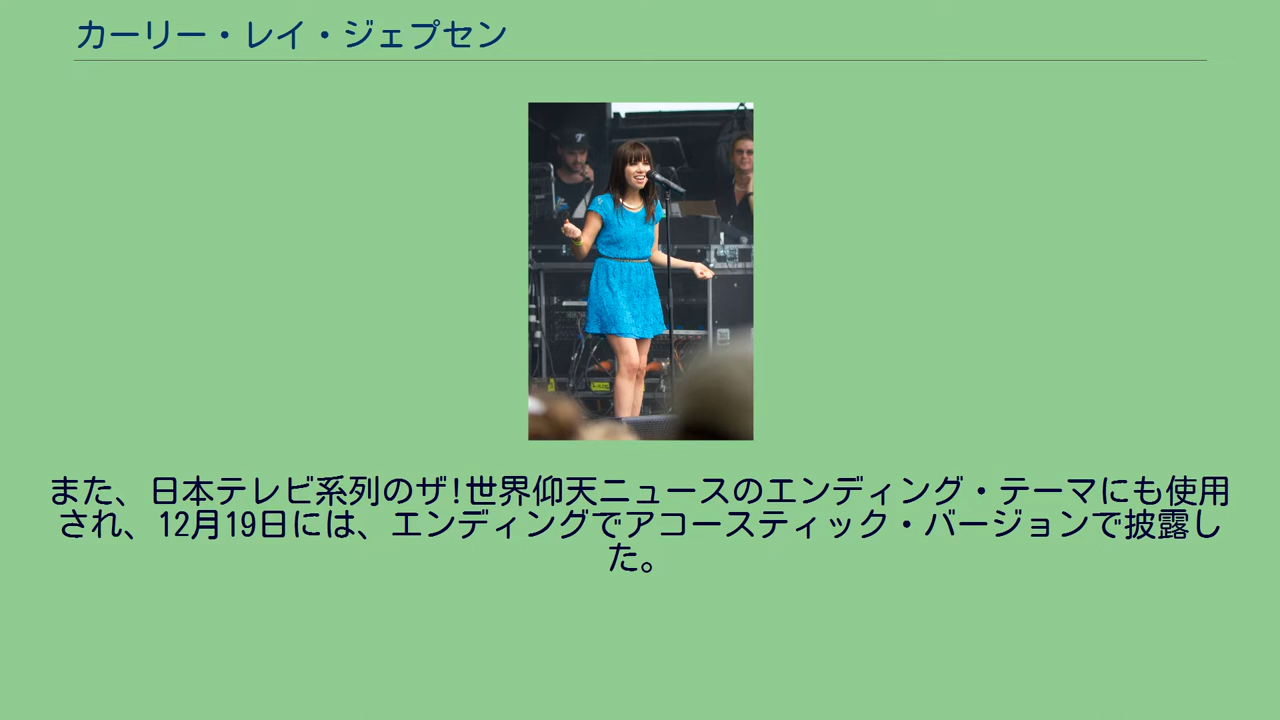 カーリー・レイ・ジェプセン
また、日本テレビ系列のザ!世界仰天ニュースのエンディング・テーマにも使用
され、12月19日には、エンディングでアコースティック・バージョンで披露し
た。